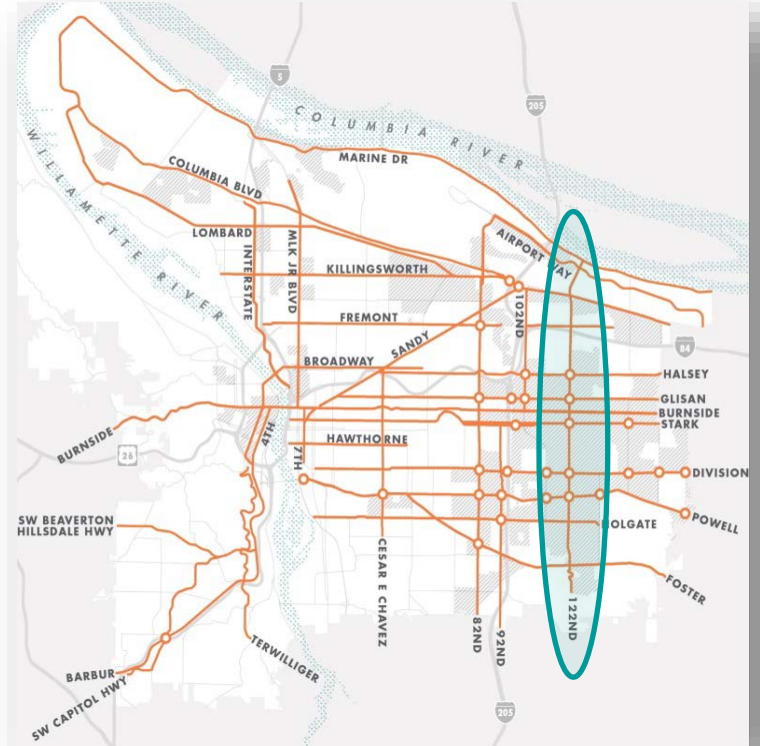 5
205
COLUMBIA RIVER
MARINE DR
WILLAMETTE RIVER
COLUMBIA BLVD
LOMBARD
INTERSTATE
MLK JR BLVD
AIRPORT WAY
KILLINGSWORTH
102ND
FREMONT
SANDY
84
BROADWAY
HALSEY
GLISAN
BURNSIDE
STARK
BURNSIDE
4TH
7TH
HAWTHORNE
26
DIVISION
POWELL
SW BEAVERTON
HILLSDALE HWY
HOLGATE
CESAR E CHAVEZ
FOSTER
82ND
92ND
122ND
TERWILLIGER
BARBUR
SW CAPITOL HWY
205